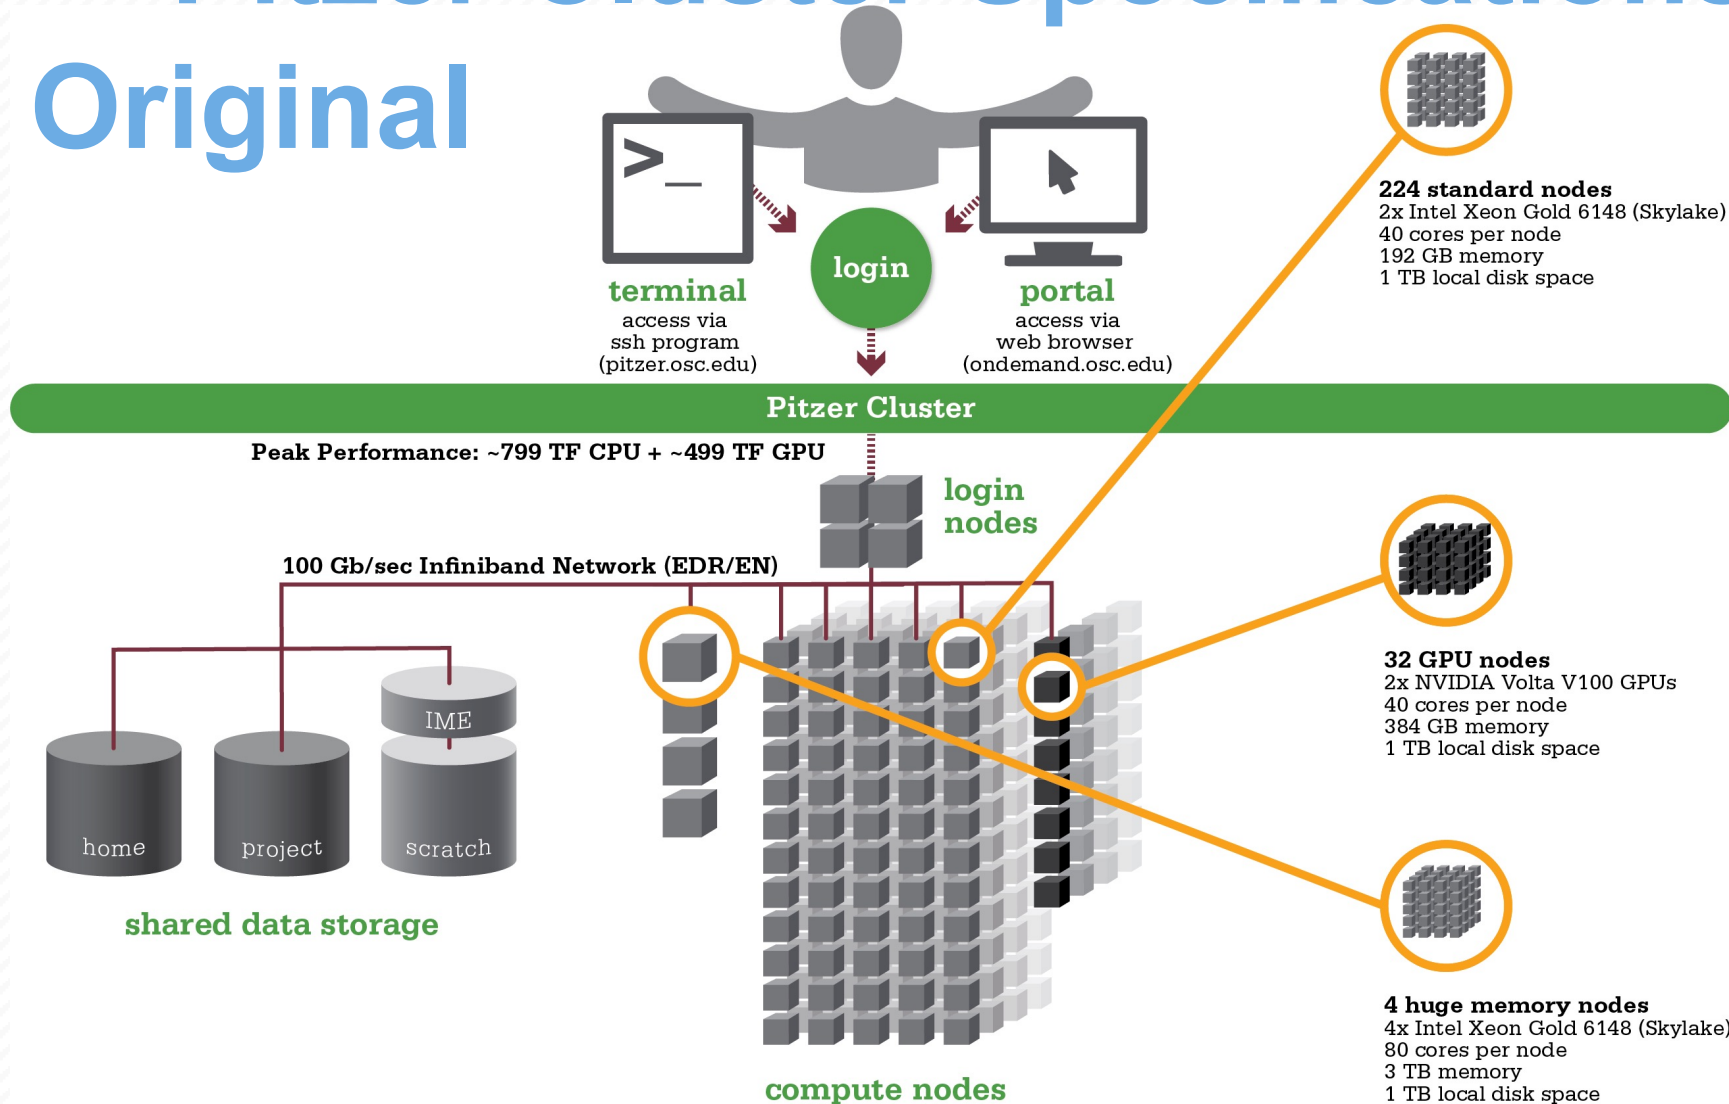 Pitzer Cluster Specifications
Original
>_
login
terminal
access via
ssh program
(pitzer.osc.edu)
portal
access via
web browser
(ondemand.osc.edu)
224 standard nodes
2x Intel Xeon Gold 6148 (Skylake)
40 cores per node
192 GB memory
1 TB local disk space
Pitzer Cluster
Peak Performance: ~799 TF CPU + ~499 TF GPU
login
nodes
100 Gb/sec Infiniband Network (EDR/EN)
32 GPU nodes
2x NVIDIA Volta V100 GPUs
40 cores per node
384 GB memory
1 TB local disk space
IME
home
project
scratch
shared data storage
4 huge memory nodes
4x Intel Xeon Gold 6148 (Skylake)
80 cores per node
3 TB memory
1 TB local disk space
compute nodes